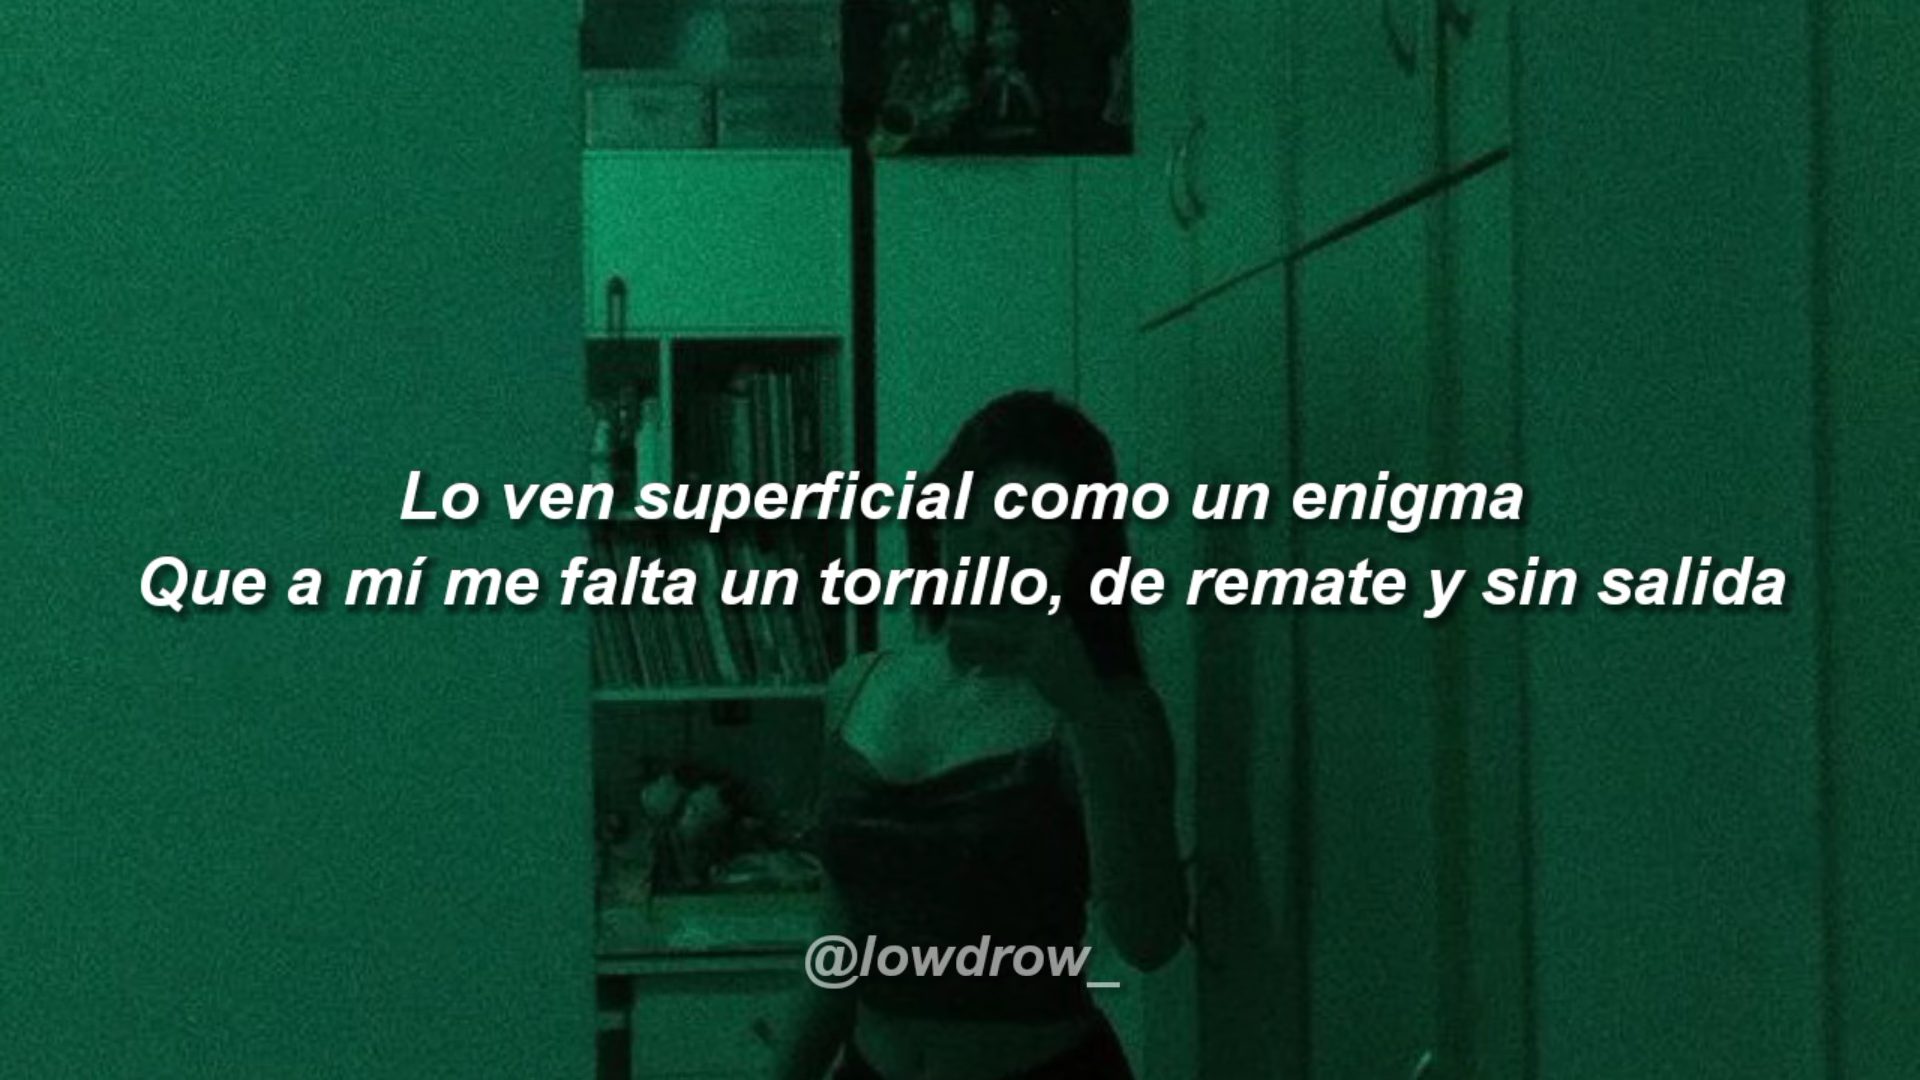 Lo ven superficial como un enigma
Que a mí me falta un tornillo, de remate y sin salida
@lowdrow_